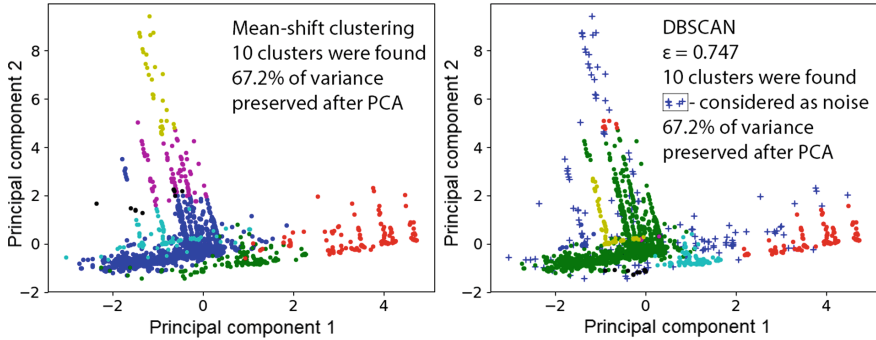 Mean-shift clustering
10 clusters were found
67.2% of variance
preserved after PCA
8
6
4
2
0
−2
Principal component 2
−2
0
2
4
Principal component 1
DBSCAN
ε = 0.747
10 clusters were found
- considered as noise
67.2% of variance
preserved after PCA
8
6
4
2
0
−2
Principal component 2
−2
0
2
4
Principal component 1